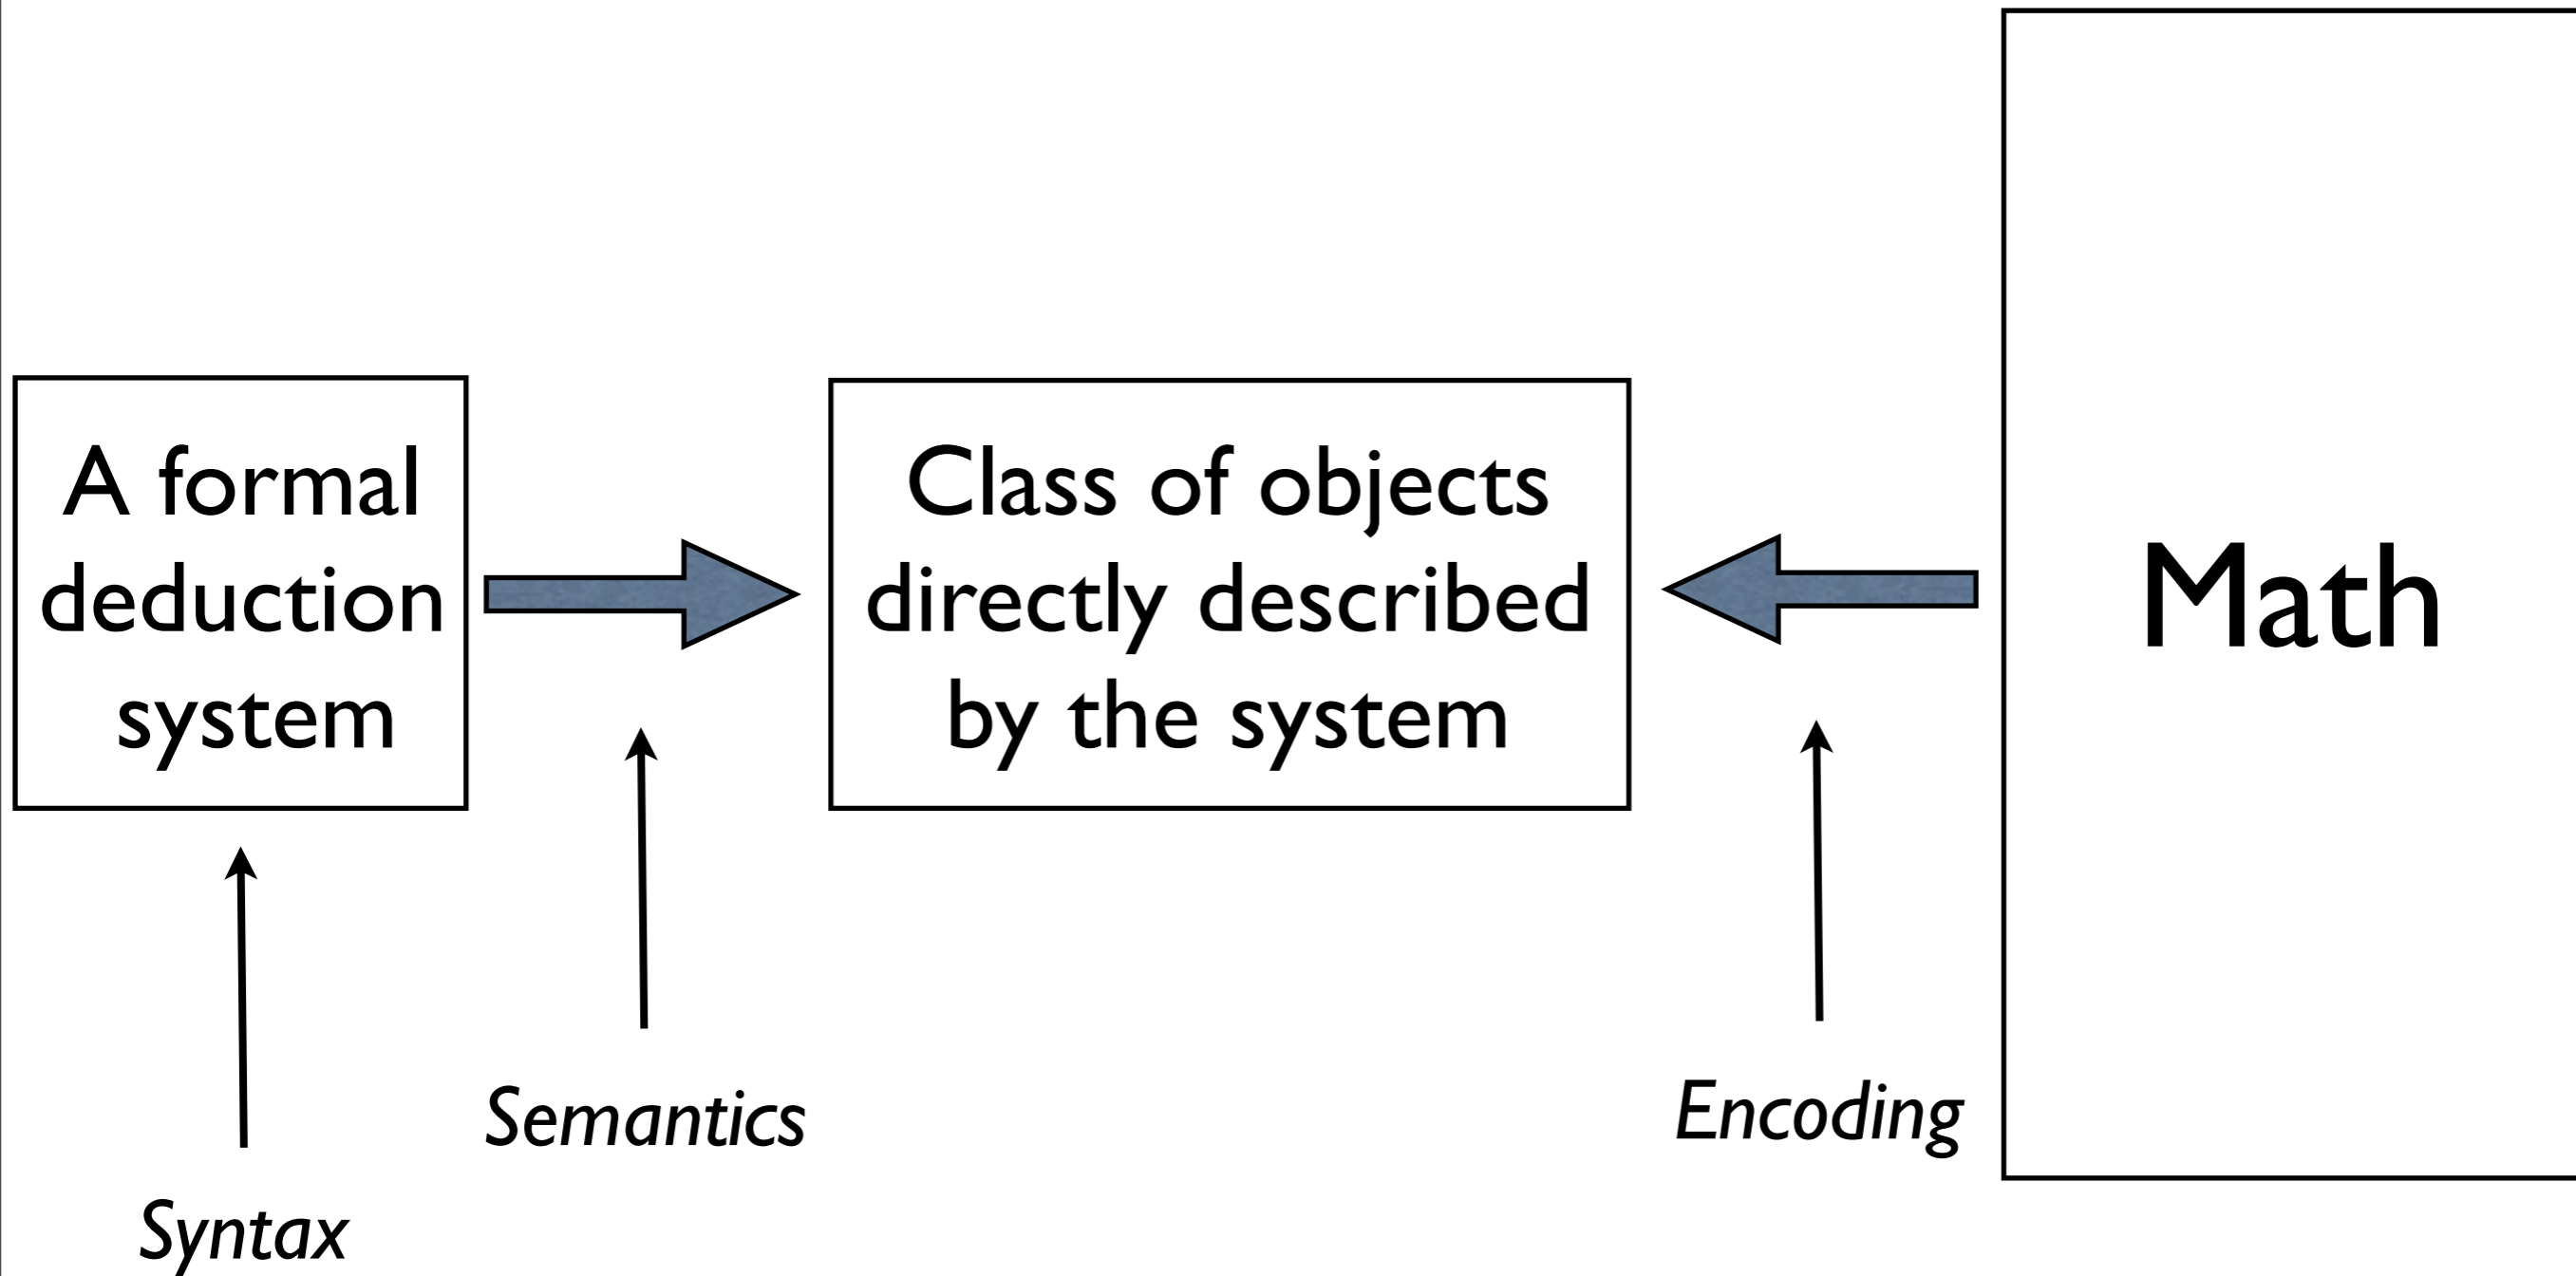 A formal
deduction
system
Class of objects
directly described
by the system
Math
Semantics
Encoding
Syntax